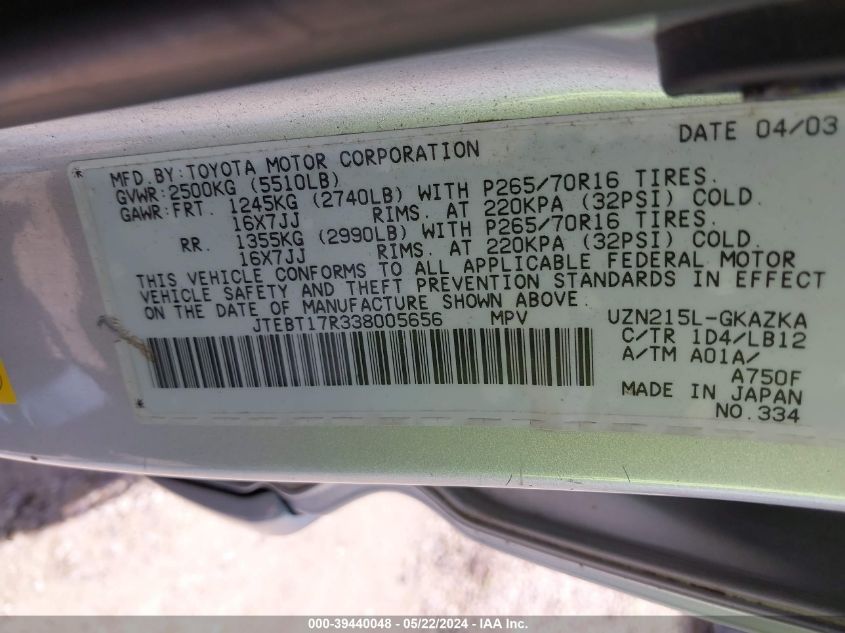 DATE 04/03
MFD.BY:TOYOTA MOTOR CORPORATION
GVWR:2500KG (5510LB)
GAWR:FRT. 1245KG (2740LB) WITH P265/70R16 TIRES.
16X7JJ RIMS. AT 220KPA (32PSI) COLD.
RR. 1355KG (2990LB) WITH P265/70R16 TIRES.
16X7JJ RIMS. AT 220KPA (32PSI) COLD.
THIS VEHICLE CONFORMS TO ALL APPLICABLE FEDERAL MOTOR
VEHICLE SAFETY AND THEFT PREVENTION STANDARDS IN EFFECT
ON THE DATE OF MANUFACTURE SHOWN ABOVE.
JTEBT17R338005656 MPV UZN215L-GKAZKA
C/TR 1D4/LB12
A/TM A01A/
A750F
MADE IN JAPAN
NO.334
000-39440048 - 05/22/2024 - IAA Inc.